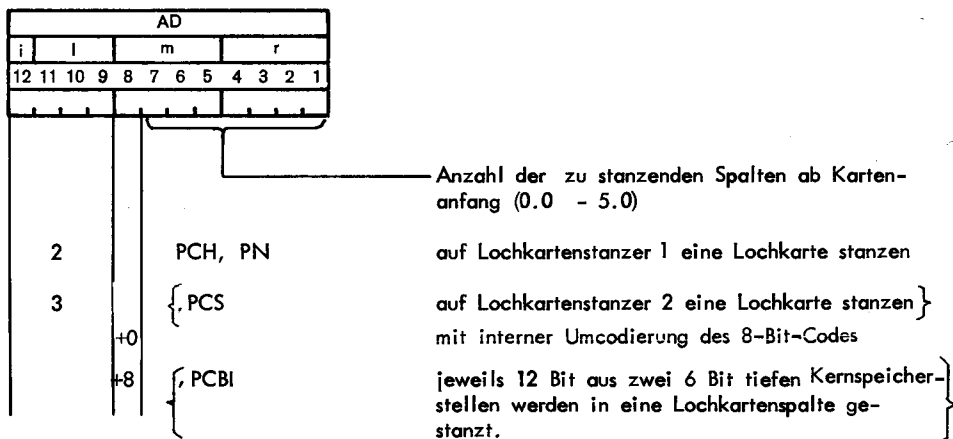 AD
i l m r
12 11 10 9 8 7 6 5 4 3 2 1
Anzahl der zu stanzenden Spalten ab Karten-
anfang (0.0 - 5.0)
2 PCH, PN auf Lochkartenstanzer 1 eine Lochkarte stanzen
3 {, PCS auf Lochkartenstanzer 2 eine Lochkarte stanzen}
+0 mit interner Umcodierung des 8-Bit-Codes
+8 {, PCBI jeweils 12 Bit aus zwei 6 Bit tiefen Kernspeicher-
stellen werden in eine Lochkartenspalte ge-
stanzt. }